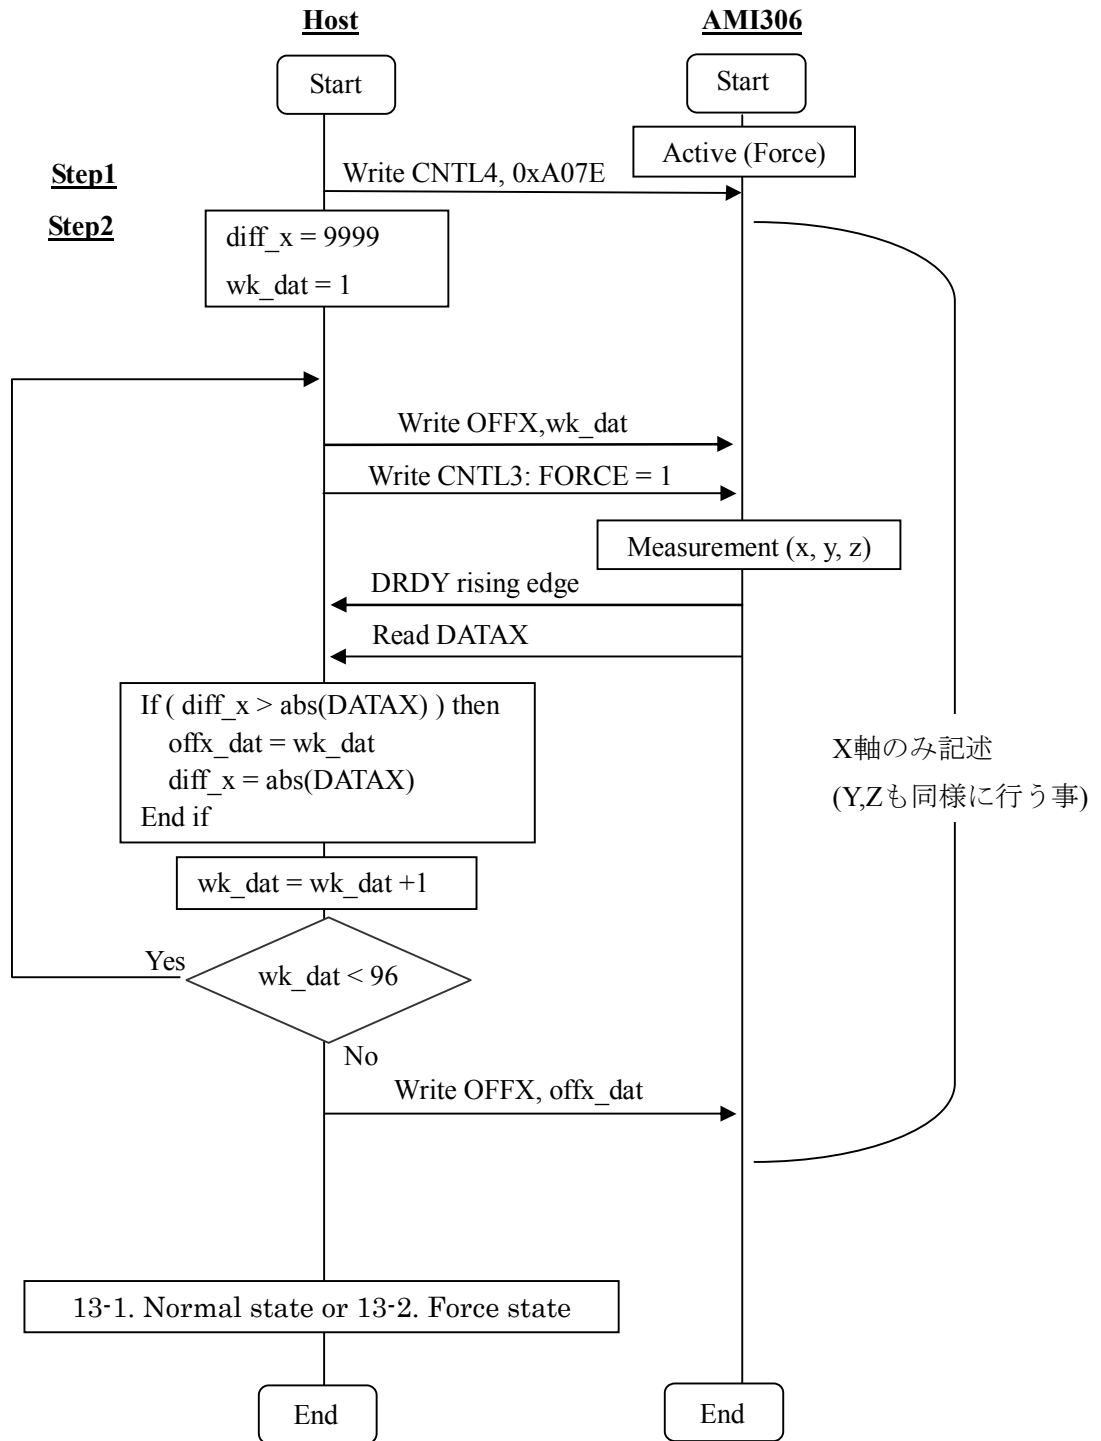 Host
AMI306
Start
Start
Active (Force)
Step1
Write CNTL4, 0xA07E
Step2
diff_x = 9999
wk_dat = 1
Write OFFX,wk_dat
Write CNTL3: FORCE = 1
Measurement (x, y, z)
DRDY rising edge
Read DATAX
If ( diff_x > abs(DATAX) ) then
offx_dat = wk_dat
diff_x = abs(DATAX)
End if
X軸のみ記述
(Y,Zも同様に行う事)
wk_dat = wk_dat +1
Yes
wk_dat < 96
No
Write OFFX, offx_dat
13-1. Normal state or 13-2. Force state
End
End